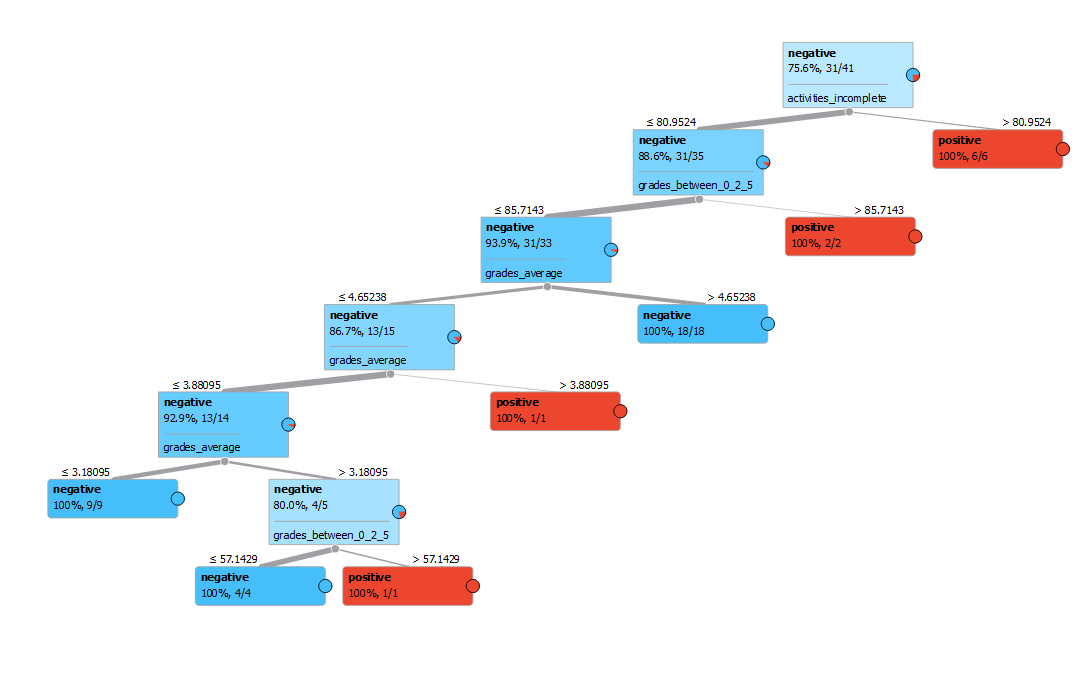 negative
75.6%, 31/41
activities_incomplete
≤ 80.9524
> 80.9524
negative
88.6%, 31/35
grades_between_0_2_5
positive
100%, 6/6
≤ 85.7143
> 85.7143
negative
93.9%, 31/33
grades_average
positive
100%, 2/2
≤ 4.65238
> 4.65238
negative
86.7%, 13/15
grades_average
negative
100%, 18/18
≤ 3.88095
> 3.88095
negative
92.9%, 13/14
grades_average
positive
100%, 1/1
≤ 3.18095
> 3.18095
negative
100%, 9/9
negative
80.0%, 4/5
grades_between_0_2_5
≤ 57.1429
> 57.1429
negative
100%, 4/4
positive
100%, 1/1